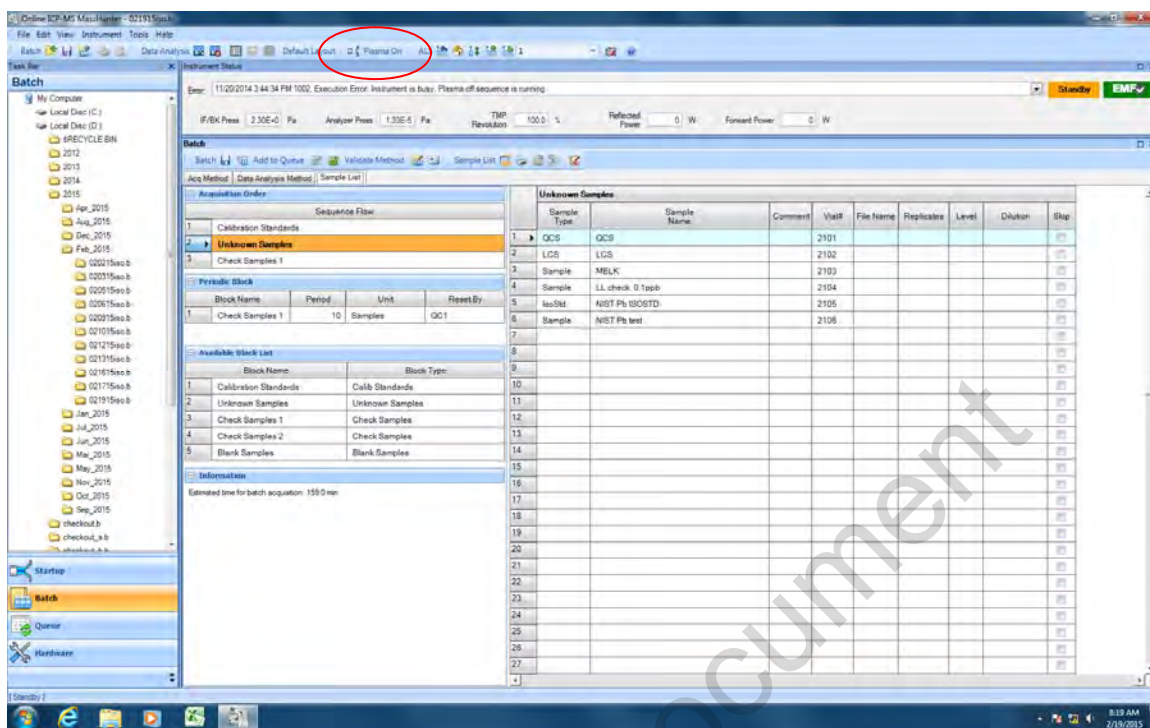 Online ICP-MS MassHunter - 021915iso.b
File Edit View Instrument Tools Help
Batch Data Analysis Default Layout Plasma On 1
Task Bar
Instrument Status
Batch
Error: 11/20/2014 3:44:34 PM 1002, Execution Error. Instrument is busy. Plasma off sequence is running.
Standby EMF
IF/BK Press 2.30E+0 Pa Analyzer Press 1.33E-5 Pa TMP Revolution 100.0 % Reflected Power 0 W Forward Power 0 W
My Computer
Local Disc (C:)
Local Disc (D:)
$RECYCLE.BIN
2012
2013
2014
2015
Apr_2015
Aug_2015
Dec_2015
Feb_2015
020215iso.b
020315iso.b
020515iso.b
020615iso.b
020915iso.b
021015iso.b
021215iso.b
021315iso.b
021615iso.b
021715iso.b
021915iso.b
Jan_2015
Jul_2015
Jun_2015
Mar_2015
May_2015
Nov_2015
Oct_2015
Sep_2015
checkout.b
checkout_a.b
Startup
Batch
Queue
Hardware
Batch
Batch Add to Queue Validate Method Sample List
Acq Method Data Analysis Method Sample List
Acquisition Order
Sequence Flow
1 Calibration Standards
2 Unknown Samples
3 Check Samples 1
Periodic Block
Block Name Period Unit Reset By
1 Check Samples 1 10 Samples QC1
Available Block List
Block Name Block Type
1 Calibration Standards Calib Standards
2 Unknown Samples Unknown Samples
3 Check Samples 1 Check Samples
4 Check Samples 2 Check Samples
5 Blank Samples Blank Samples
Information
Estimated time for batch acquisition: 159.0 min
Unknown Samples
Sample Type Sample Name Comment Vial# File Name Replicates Level Dilution Skip
1 QCS QCS 2101
2 LCS LCS 2102
3 Sample MELK 2103
4 Sample LL check 0.1ppb 2104
5 IsoStd NIST Pb ISOSTD 2105
6 Sample NIST Pb test 2106
7
8
9
10
11
12
13
14
15
16
17
18
19
20
21
22
23
24
25
26
27
[Standby]
8:19 AM
2/19/2015
ocument